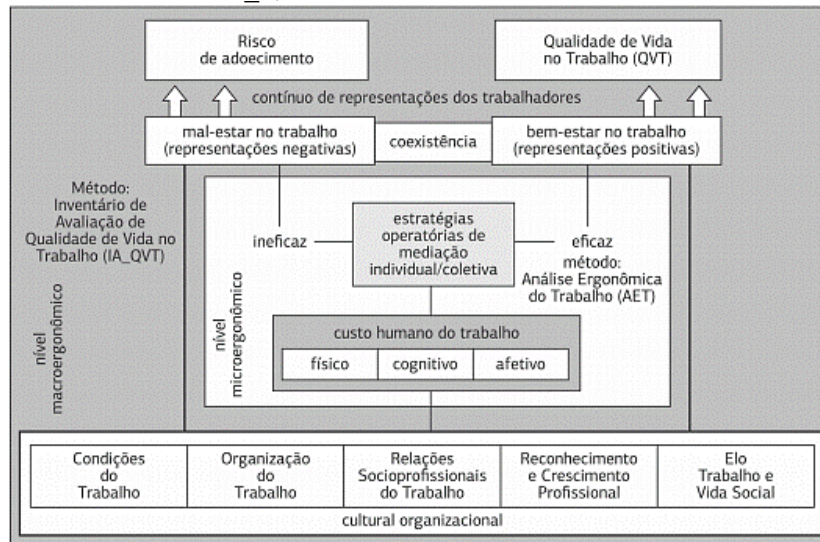 Risco
de adoecimento
Qualidade de Vida
no Trabalho (QVT)
contínuo de representações dos trabalhadores
mal-estar no trabalho
(representações negativas)
coexistência
bem-estar no trabalho
(representações positivas)
Método:
Inventário de
Avaliação de
Qualidade de Vida no
Trabalho (IA_QVT)
nível
macroergonômico
ineficaz
estratégias
operatórias de
mediação
individual/coletiva
eficaz
método:
Análise Ergonômica
do Trabalho (AET)
nível
microergonômico
custo humano do trabalho
físico
cognitivo
afetivo
Condições
do
Trabalho
Organização
do
Trabalho
Relações
Socioprofissionais
do Trabalho
Reconhecimento
e Crescimento
Profissional
Elo
Trabalho e
Vida Social
cultural organizacional